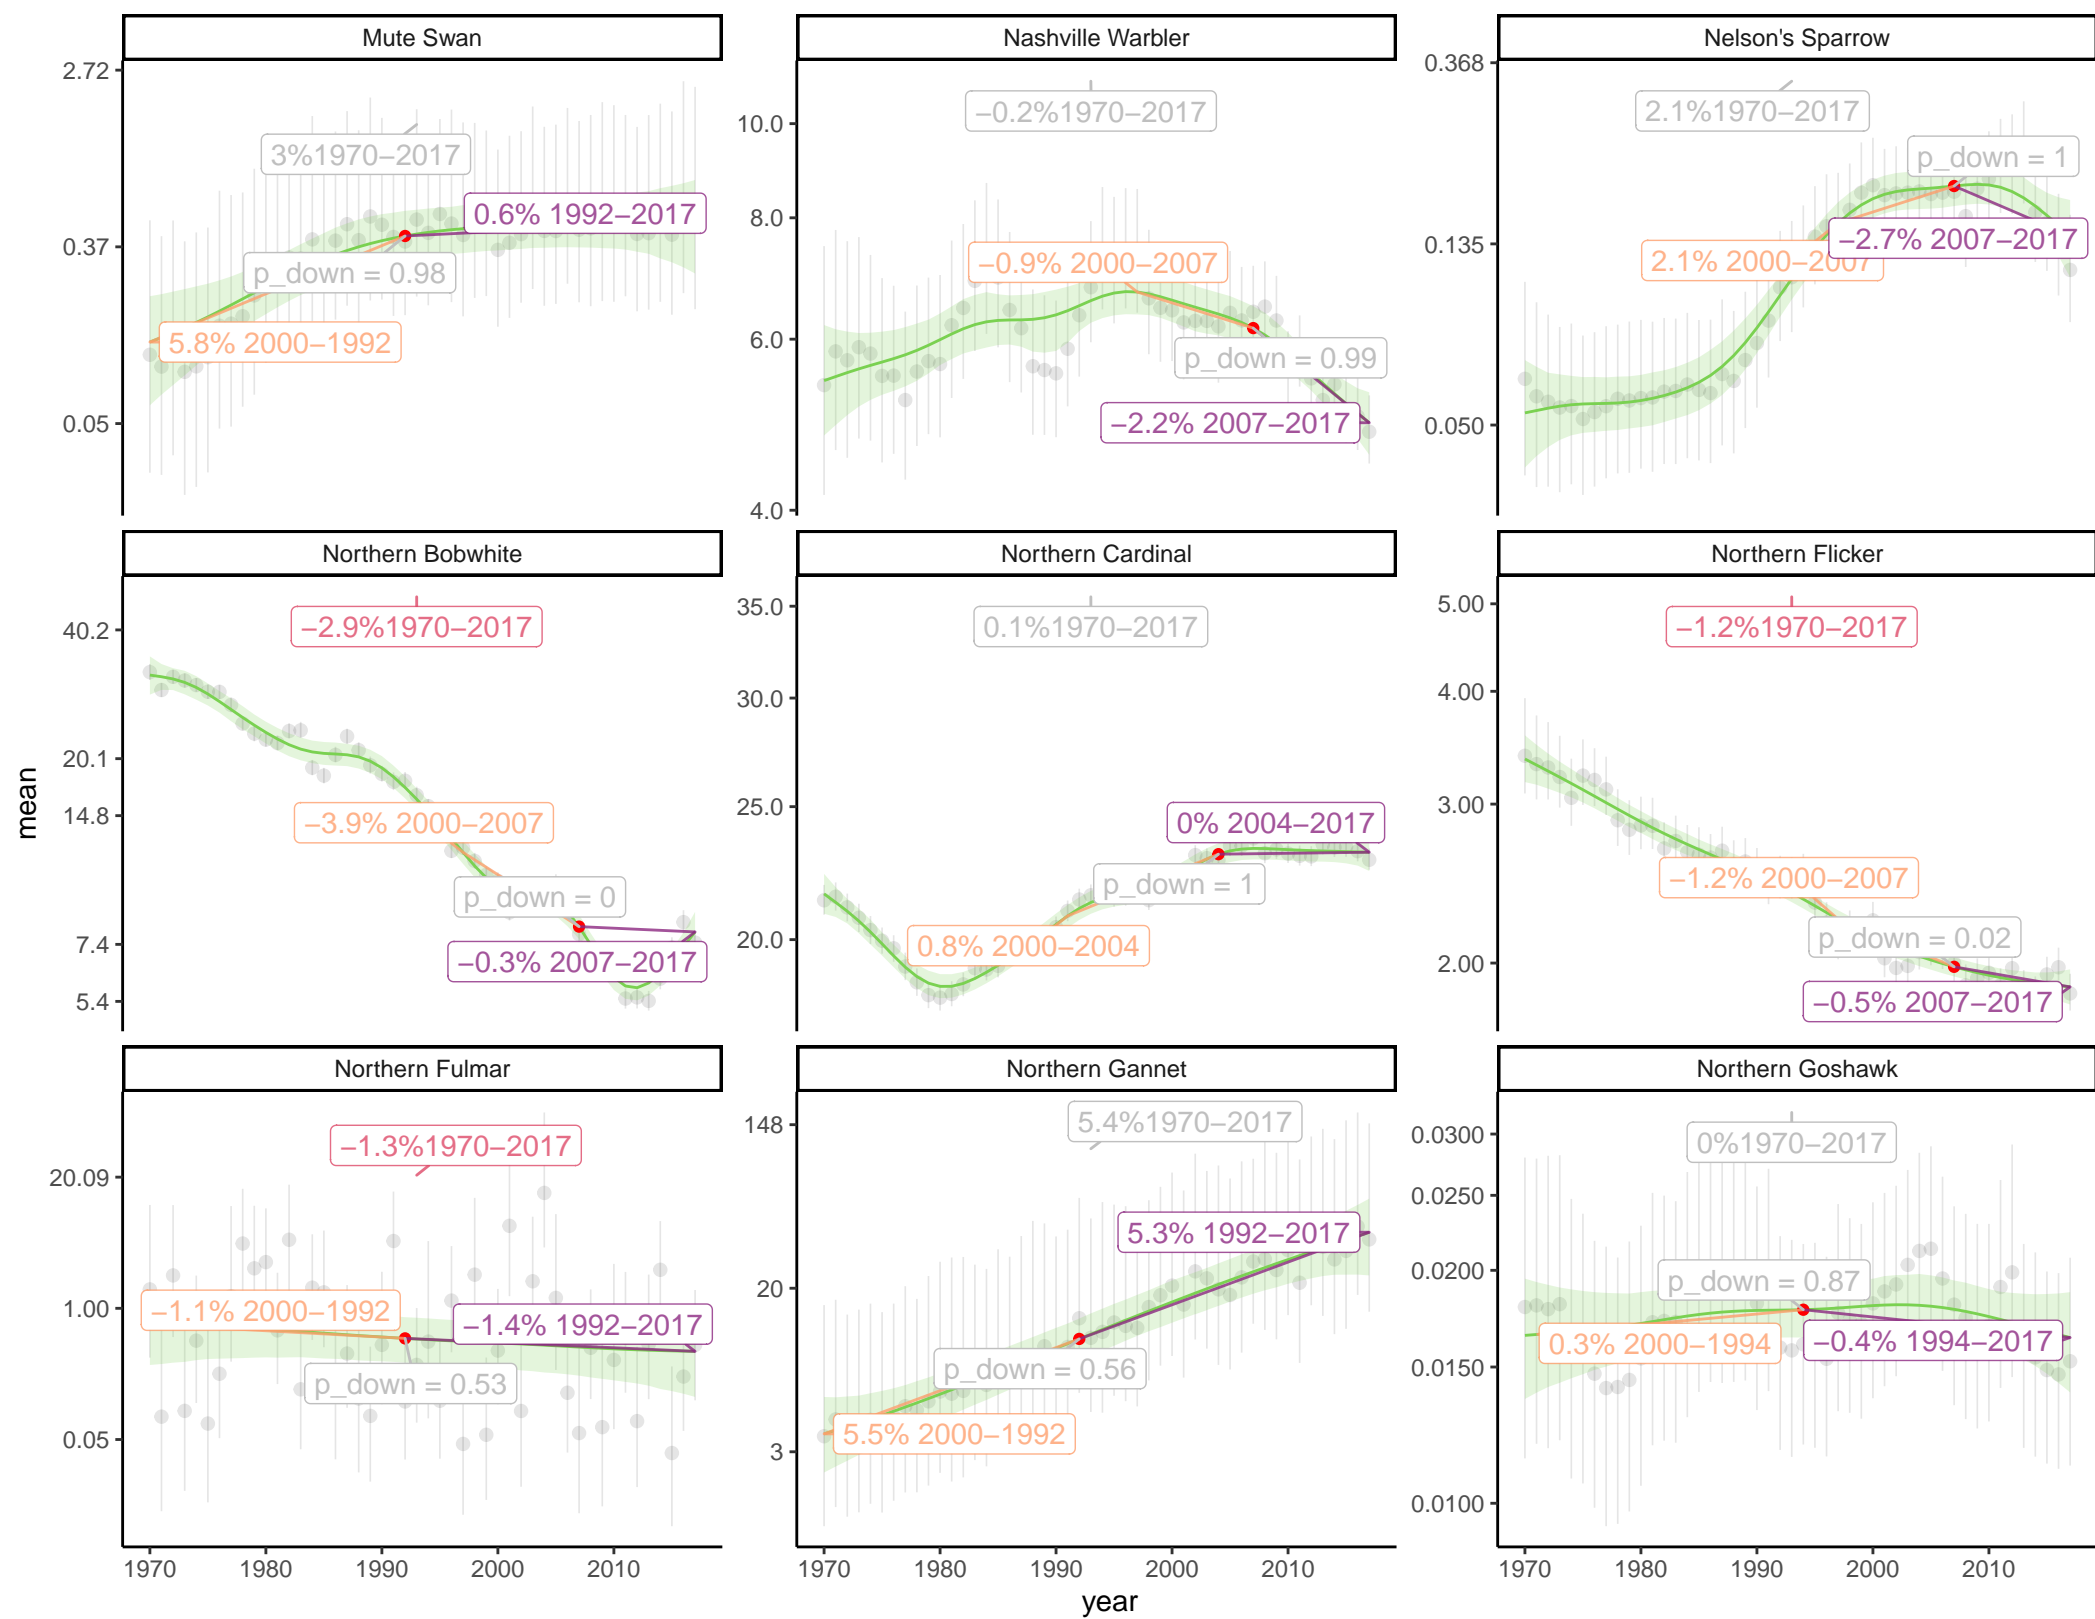 Mute Swan
2.72
0.37
0.05
3%1970−2017
0.6% 1992−2017
p_down = 0.98
5.8% 2000−1992
Nashville Warbler
10.0
8.0
6.0
4.0
−0.2%1970−2017
−0.9% 2000−2007
p_down = 0.99
−2.2% 2007−2017
Nelson's Sparrow
0.368
0.135
0.050
2.1%1970−2017
p_down = 1
−2.7% 2007−2017
2.1% 2000−2007
mean
Northern Bobwhite
40.2
20.1
14.8
7.4
5.4
−2.9%1970−2017
−3.9% 2000−2007
p_down = 0
−0.3% 2007−2017
Northern Cardinal
35.0
30.0
25.0
20.0
0.1%1970−2017
0% 2004−2017
p_down = 1
0.8% 2000−2004
Northern Flicker
5.00
4.00
3.00
2.00
−1.2%1970−2017
−1.2% 2000−2007
p_down = 0.02
−0.5% 2007−2017
Northern Fulmar
20.09
1.00
0.05
−1.3%1970−2017
−1.1% 2000−1992
−1.4% 1992−2017
p_down = 0.53
1970 1980 1990 2000 2010
Northern Gannet
148
20
3
5.4%1970−2017
5.3% 1992−2017
p_down = 0.56
5.5% 2000−1992
1970 1980 1990 2000 2010
Northern Goshawk
0.0300
0.0250
0.0200
0.0150
0.0100
0%1970−2017
p_down = 0.87
0.3% 2000−1994
−0.4% 1994−2017
1970 1980 1990 2000 2010
year